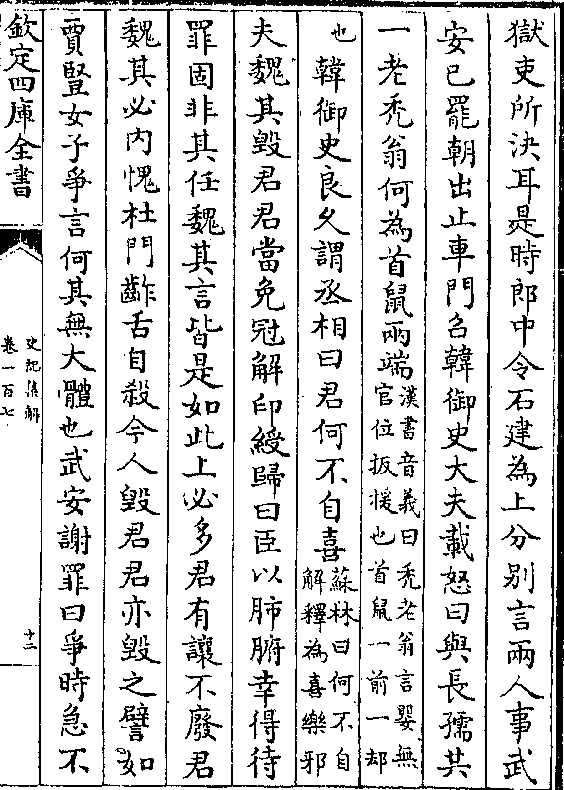 獄吏所決耳是時郎中令石建為上分別言兩人事武
安已罷朝出止車門召韓御史大夫載怒曰與長孺共
一老禿翁何為首鼠兩端漢書音義曰禿老翁言嬰無官位扳援也首鼠一前一却
也韓御史良久謂丞相曰君何不自喜蘇林曰何不自解釋為喜樂邪
夫魏其毀君君當免冠解印綬歸曰臣以肺腑幸得待
罪固非其任魏其言皆是如此上必多君有讓不廢君
魏其必内愧杜門齰舌自殺今人毀君君亦毀之譬如
賈豎女子爭言何其無大體也武安謝罪曰爭時急不
欽定四庫全書
史記集解
卷一百七
十二